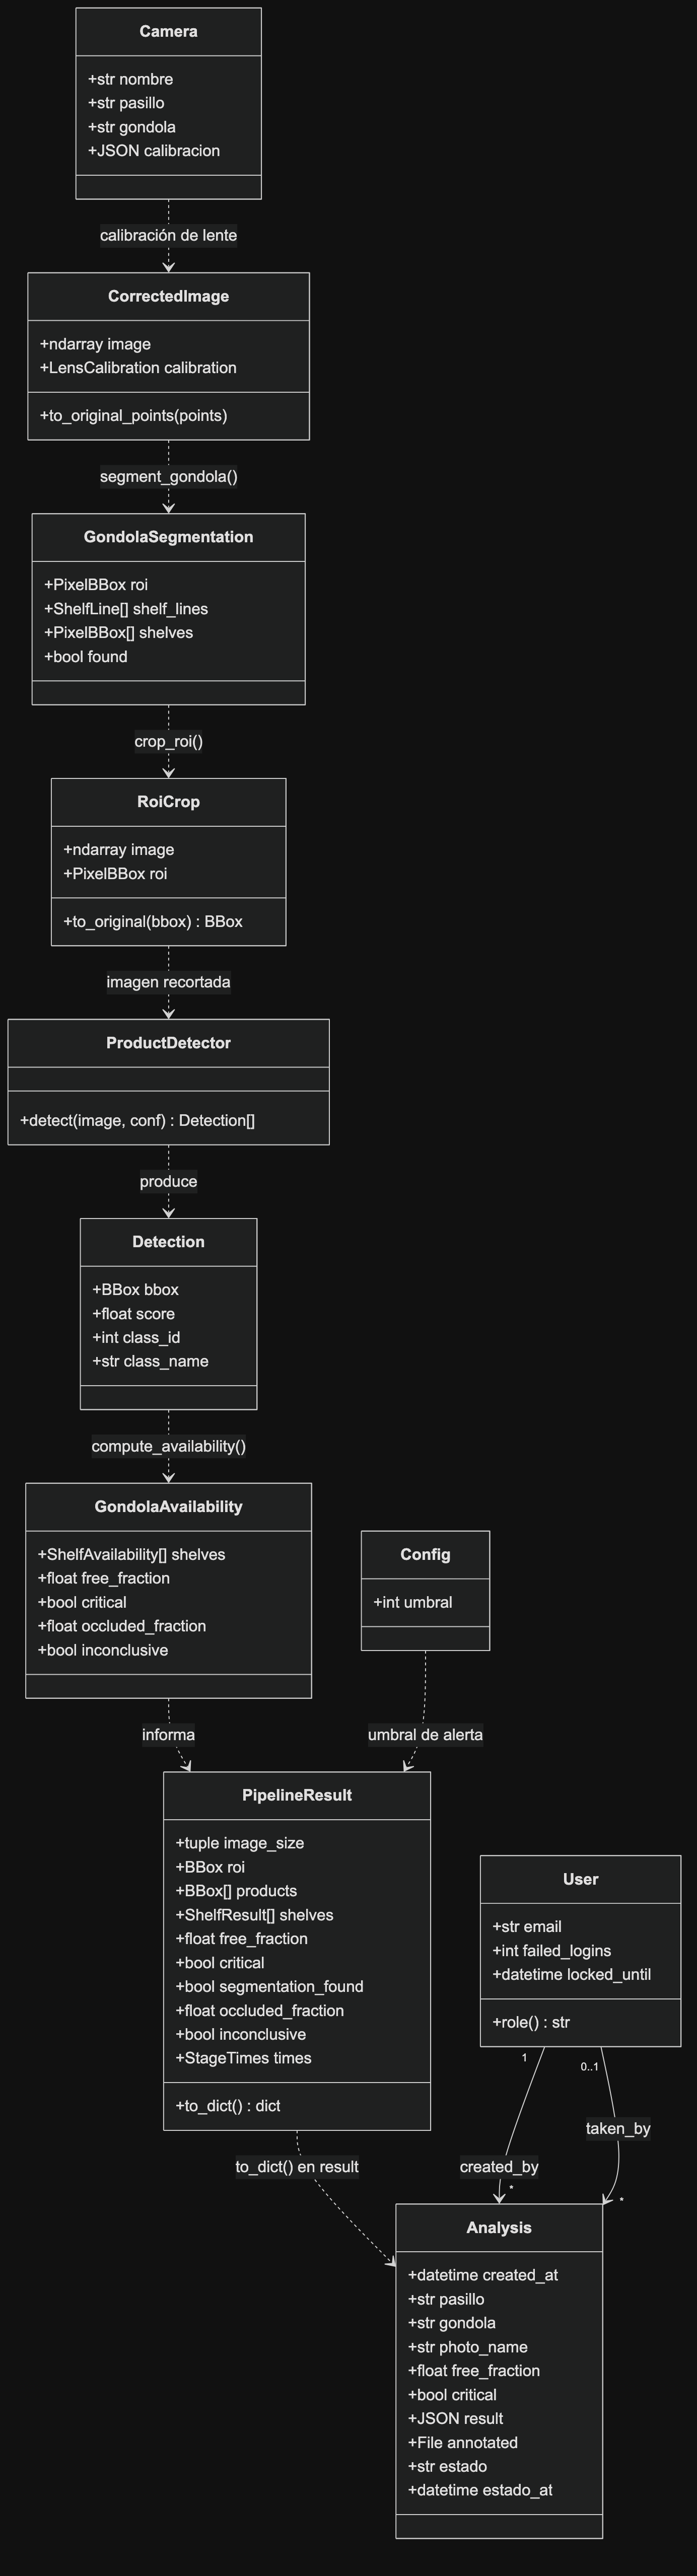 Camera
+str nombre
+str pasillo
+str gondola
+JSON calibracion
calibración de lente
CorrectedImage
+ndarray image
+LensCalibration calibration
+to_original_points(points)
segment_gondola()
GondolaSegmentation
+PixelBBox roi
+ShelfLine[] shelf_lines
+PixelBBox[] shelves
+bool found
crop_roi()
RoiCrop
+ndarray image
+PixelBBox roi
+to_original(bbox) : BBox
imagen recortada
ProductDetector
+detect(image, conf) : Detection[]
produce
Detection
+BBox bbox
+float score
+int class_id
+str class_name
compute_availability()
GondolaAvailability
+ShelfAvailability[] shelves
+float free_fraction
+bool critical
+float occluded_fraction
+bool inconclusive
Config
+int umbral
informa
umbral de alerta
PipelineResult
+tuple image_size
+BBox roi
+BBox[] products
+ShelfResult[] shelves
+float free_fraction
+bool critical
+bool segmentation_found
+float occluded_fraction
+bool inconclusive
+StageTimes times
+to_dict() : dict
User
+str email
+int failed_logins
+datetime locked_until
+role() : str
1
0..1
taken_by
to_dict() en result
created_by
*
*
Analysis
+datetime created_at
+str pasillo
+str gondola
+str photo_name
+float free_fraction
+bool critical
+JSON result
+File annotated
+str estado
+datetime estado_at